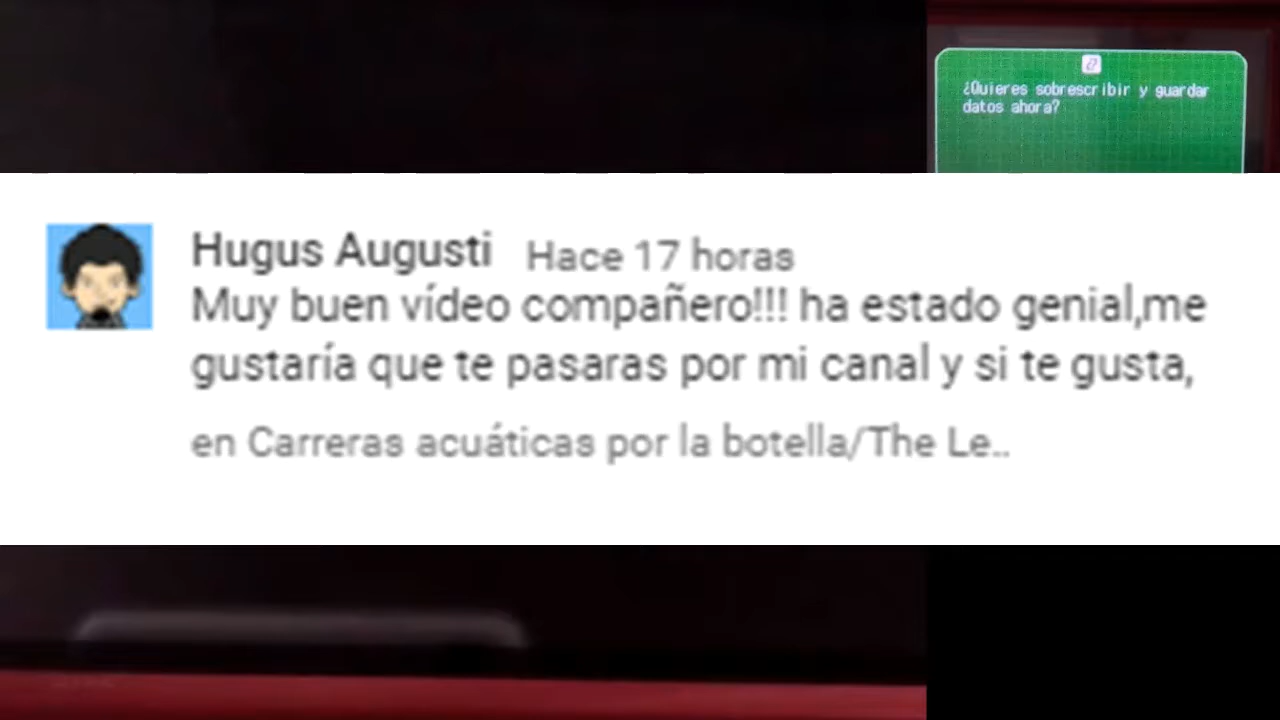 ¿?
¿Quieres sobrescribir y guardar
datos ahora?
Hugus Augusti Hace 17 horas
Muy buen vídeo compañero!!! ha estado genial,me
gustaría que te pasaras por mi canal y si te gusta,
en Carreras acuáticas por la botella/The Le..